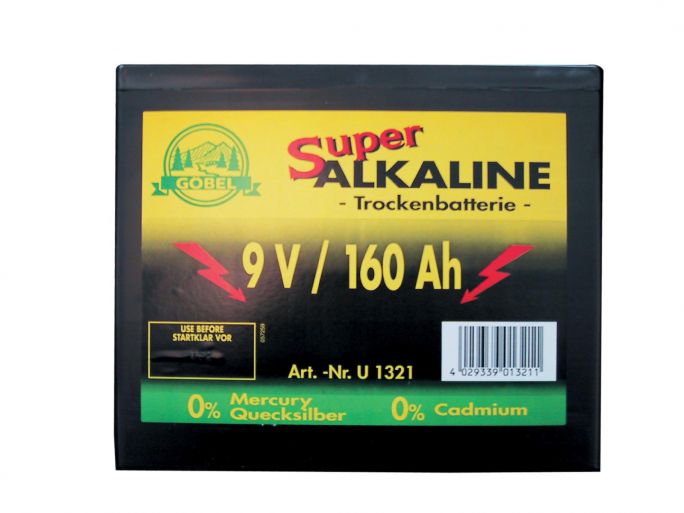 GÖBEL
Super
ALKALINE
- Trockenbatterie -
9 V / 160 Ah
USE BEFORE
STARTKLAR VOR
057259
Art. -Nr. U 1321
4 029339 013211
0% Mercury
Quecksilber
0% Cadmium